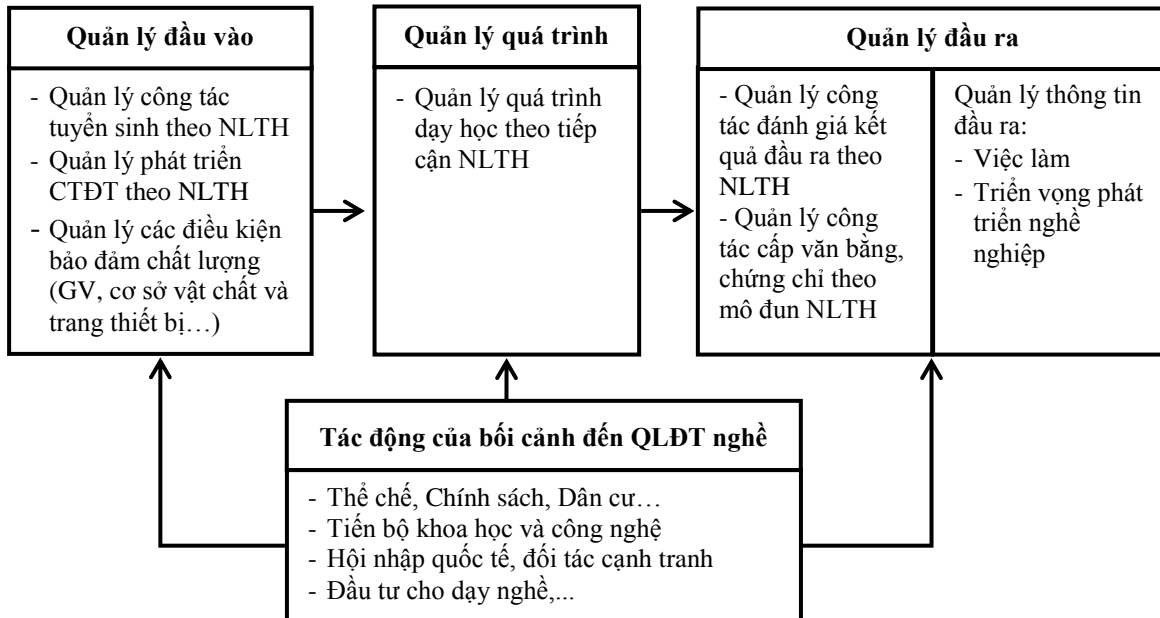 Quản lý đầu vào
- Quản lý công tác
tuyển sinh theo NLTH
- Quản lý phát triển
CTĐT theo NLTH
- Quản lý các điều kiện
bảo đảm chất lượng
(GV, cơ sở vật chất và
trang thiết bị…)
Quản lý quá trình
- Quản lý quá trình
dạy học theo tiếp
cận NLTH
Quản lý đầu ra
- Quản lý công
tác đánh giá kết
quả đầu ra theo
NLTH
- Quản lý công
tác cấp văn bằng,
chứng chỉ theo
mô đun NLTH
Quản lý thông tin
đầu ra:
- Việc làm
- Triển vọng phát
triển nghề
nghiệp
Tác động của bối cảnh đến QLĐT nghề
- Thể chế, Chính sách, Dân cư…
- Tiến bộ khoa học và công nghệ
- Hội nhập quốc tế, đối tác cạnh tranh
- Đầu tư cho dạy nghề,...